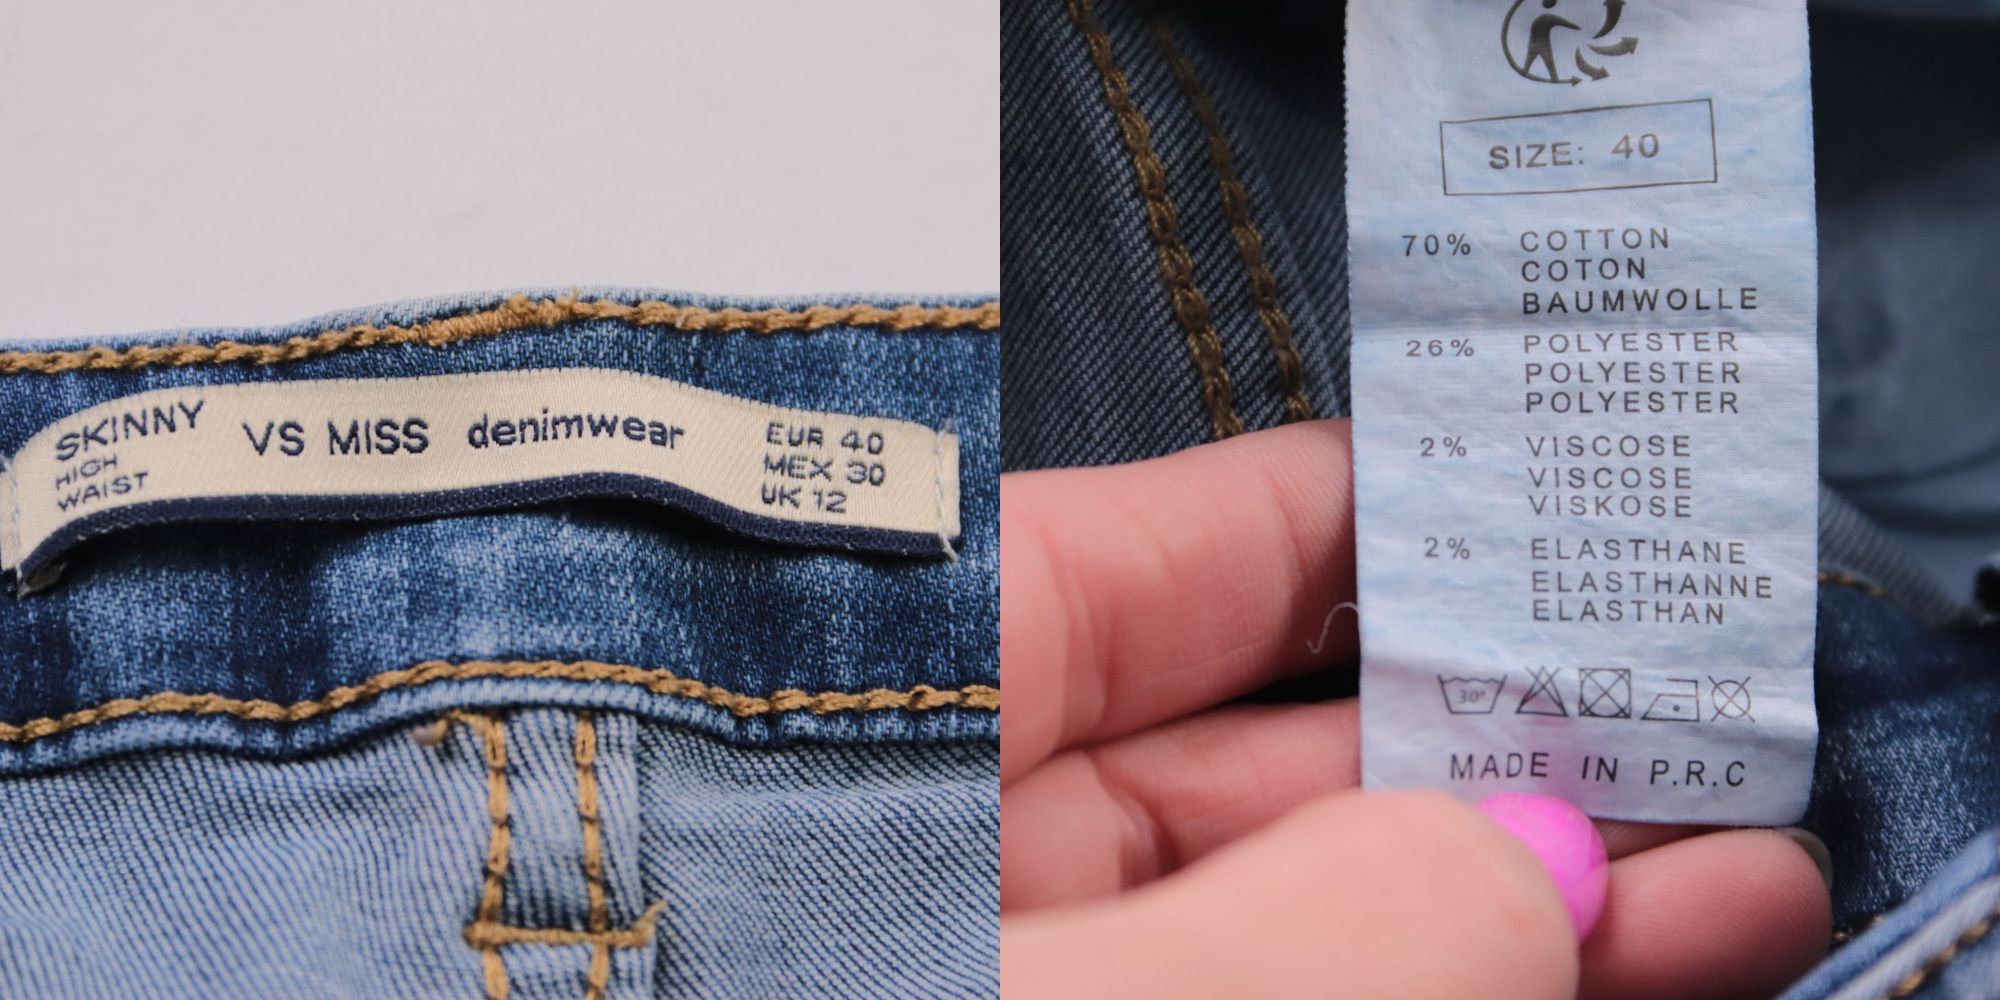 SKINNY
HIGH
WAIST
VS MISS denimwear
EUR 40
MEX 30
UK 12
SIZE: 40
70% COTTON
COTON
BAUMWOLLE
26% POLYESTER
POLYESTER
POLYESTER
2% VISCOSE
VISCOSE
VISKOSE
2% ELASTHANE
ELASTHANNE
ELASTHAN
30°
MADE IN P.R.C